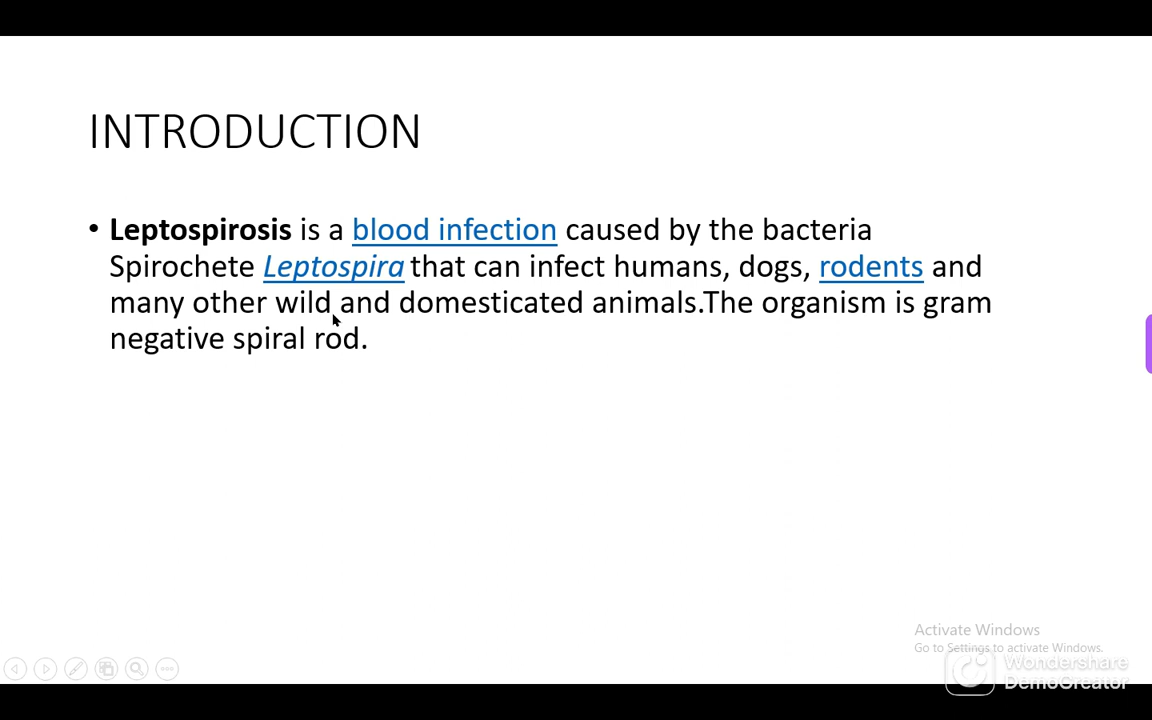 INTRODUCTION
• Leptospirosis is a blood infection caused by the bacteria
Spirochete Leptospira that can infect humans, dogs, rodents and
many other wild and domesticated animals.The organism is gram
negative spiral rod.
Activate Windows
Go to Settings to activate Windows.
Wondershare
DemoCreator